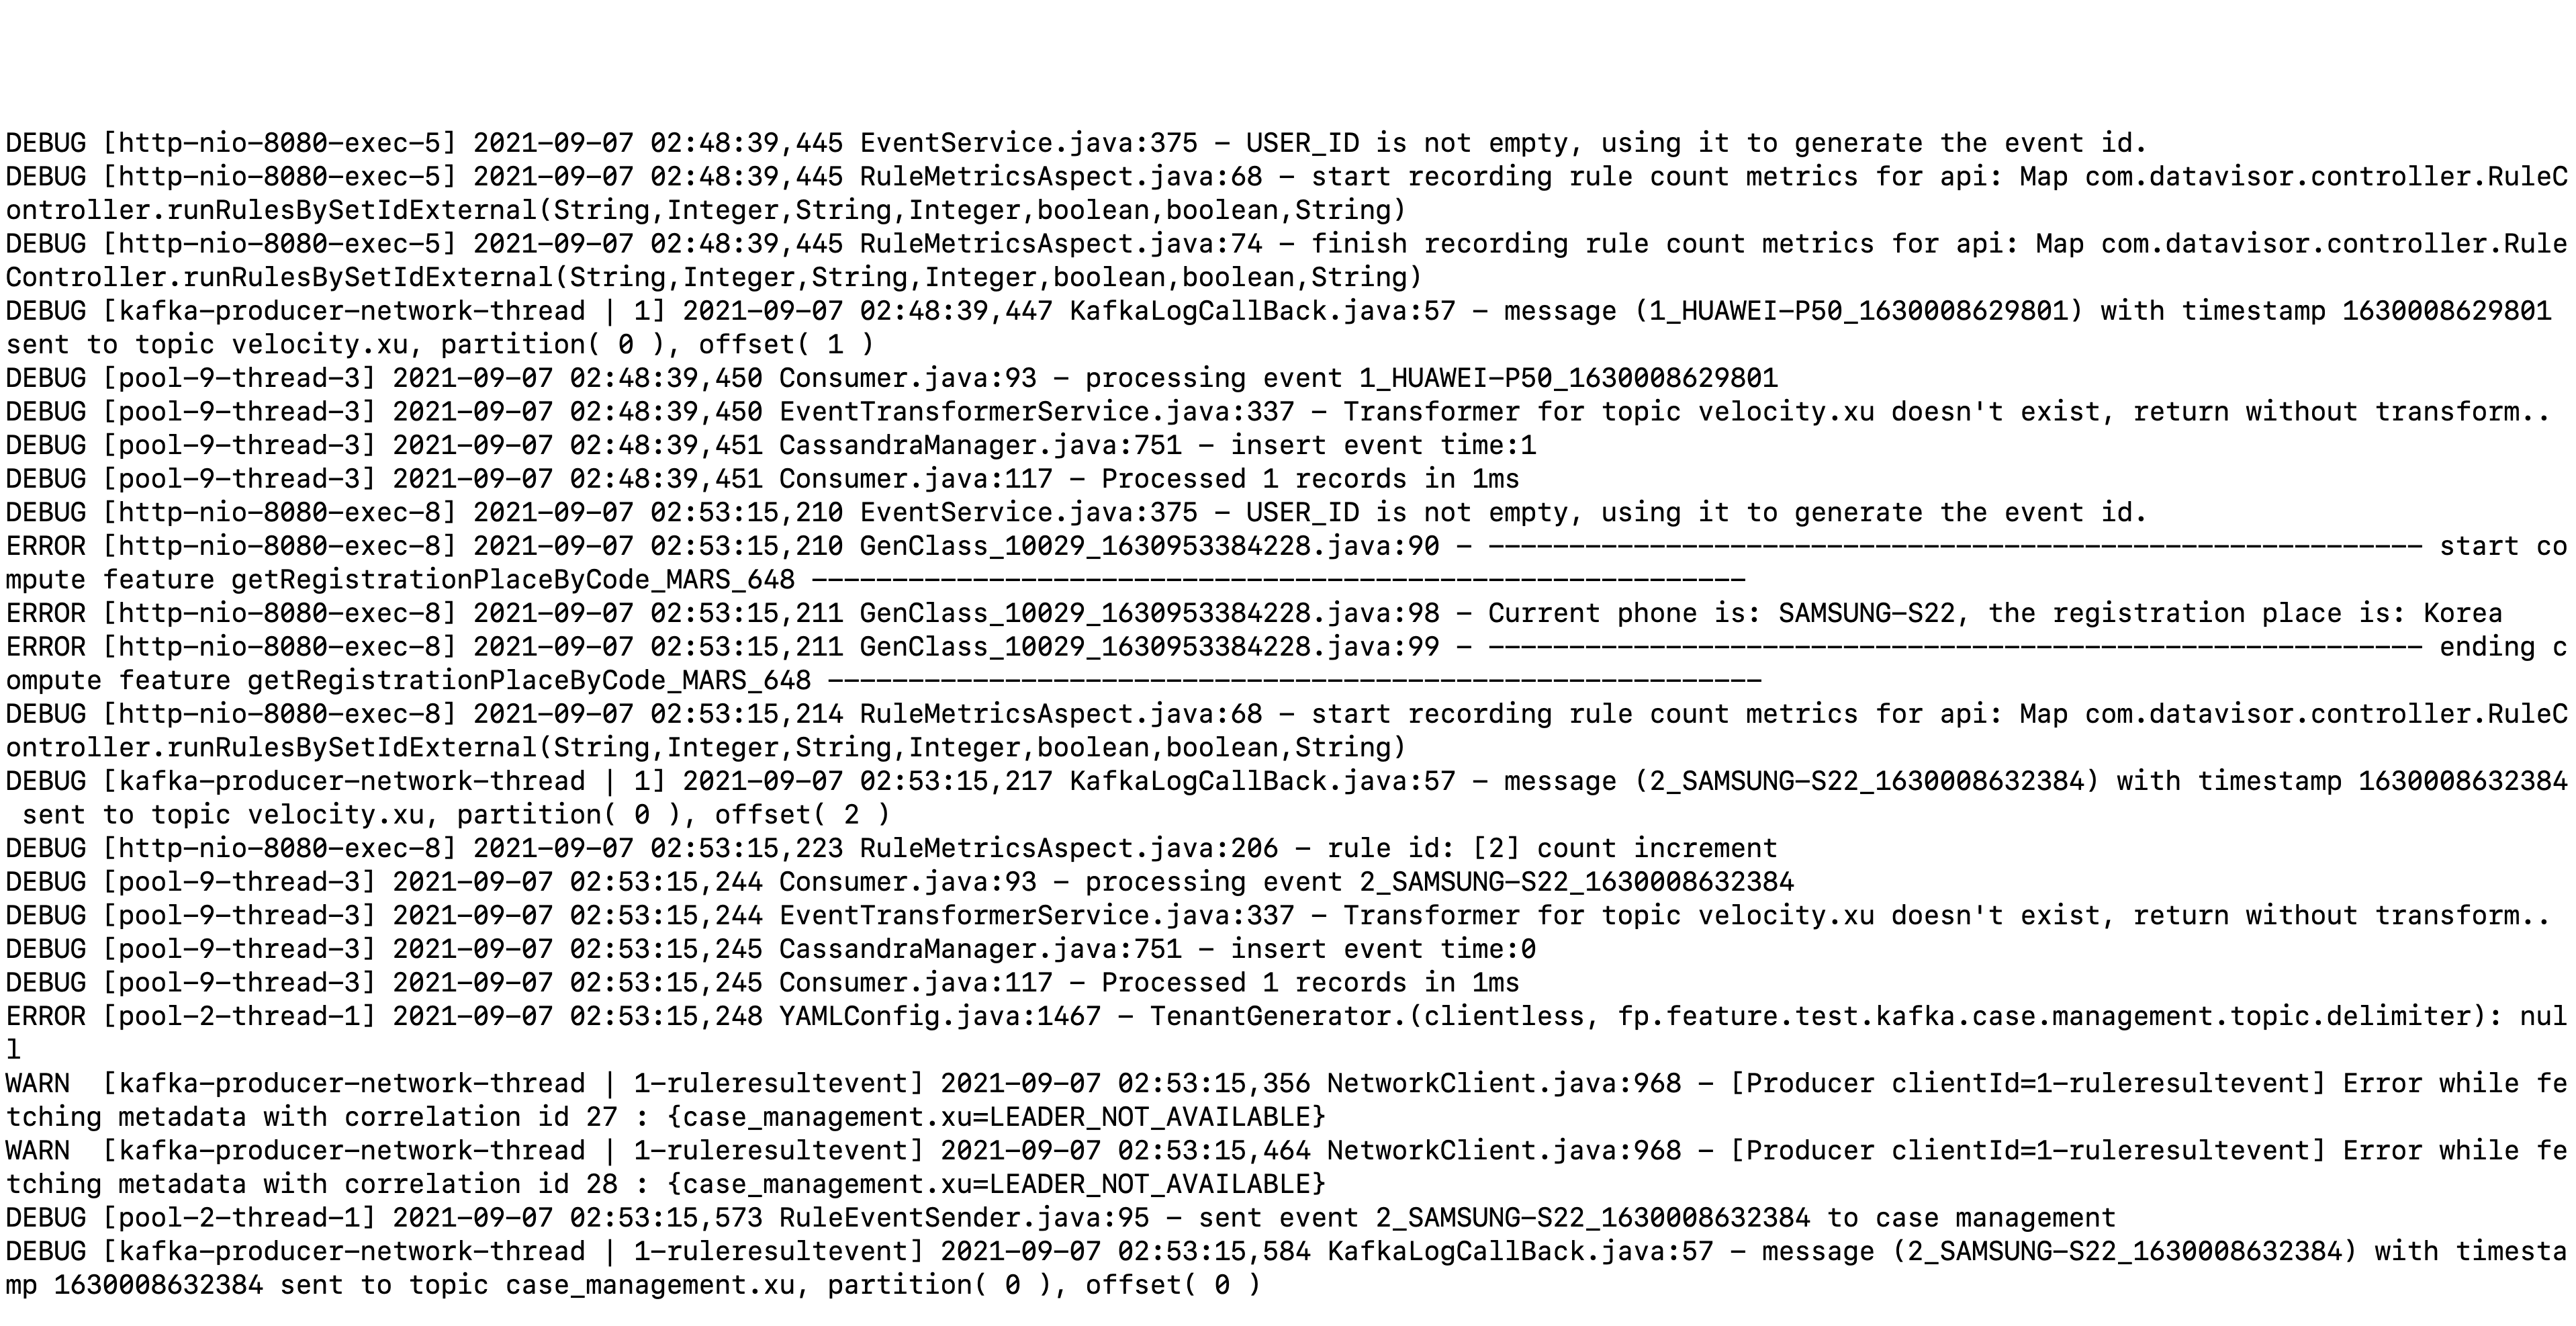 DEBUG [http-nio-8080-exec-5] 2021-09-07 02:48:39,445 EventService.java:375 - USER_ID is not empty, using it to generate the event id.
DEBUG [http-nio-8080-exec-5] 2021-09-07 02:48:39,445 RuleMetricsAspect.java:68 - start recording rule count metrics for api: Map com.datavisor.controller.RuleC
ontroller.runRulesBySetIdExternal(String,Integer,String,Integer,boolean,boolean,String)
DEBUG [http-nio-8080-exec-5] 2021-09-07 02:48:39,445 RuleMetricsAspect.java:74 - finish recording rule count metrics for api: Map com.datavisor.controller.Rule
Controller.runRulesBySetIdExternal(String,Integer,String,Integer,boolean,boolean,String)
DEBUG [kafka-producer-network-thread | 1] 2021-09-07 02:48:39,447 KafkaLogCallBack.java:57 - message (1_HUAWEI-P50_1630008629801) with timestamp 1630008629801
sent to topic velocity.xu, partition( 0 ), offset( 1 )
DEBUG [pool-9-thread-3] 2021-09-07 02:48:39,450 Consumer.java:93 - processing event 1_HUAWEI-P50_1630008629801
DEBUG [pool-9-thread-3] 2021-09-07 02:48:39,450 EventTransformerService.java:337 - Transformer for topic velocity.xu doesn't exist, return without transform..
DEBUG [pool-9-thread-3] 2021-09-07 02:48:39,451 CassandraManager.java:751 - insert event time:1
DEBUG [pool-9-thread-3] 2021-09-07 02:48:39,451 Consumer.java:117 - Processed 1 records in 1ms
DEBUG [http-nio-8080-exec-8] 2021-09-07 02:53:15,210 EventService.java:375 - USER_ID is not empty, using it to generate the event id.
ERROR [http-nio-8080-exec-8] 2021-09-07 02:53:15,210 GenClass_10029_1630953384228.java:90 - ---------------------------------------------------------- start co
mpute feature getRegistrationPlaceByCode_MARS_648 ----------------------------------------------------------
ERROR [http-nio-8080-exec-8] 2021-09-07 02:53:15,211 GenClass_10029_1630953384228.java:98 - Current phone is: SAMSUNG-S22, the registration place is: Korea
ERROR [http-nio-8080-exec-8] 2021-09-07 02:53:15,211 GenClass_10029_1630953384228.java:99 - ---------------------------------------------------------- ending c
ompute feature getRegistrationPlaceByCode_MARS_648 ----------------------------------------------------------
DEBUG [http-nio-8080-exec-8] 2021-09-07 02:53:15,214 RuleMetricsAspect.java:68 - start recording rule count metrics for api: Map com.datavisor.controller.RuleC
ontroller.runRulesBySetIdExternal(String,Integer,String,Integer,boolean,boolean,String)
DEBUG [kafka-producer-network-thread | 1] 2021-09-07 02:53:15,217 KafkaLogCallBack.java:57 - message (2_SAMSUNG-S22_1630008632384) with timestamp 1630008632384
 sent to topic velocity.xu, partition( 0 ), offset( 2 )
DEBUG [http-nio-8080-exec-8] 2021-09-07 02:53:15,223 RuleMetricsAspect.java:206 - rule id: [2] count increment
DEBUG [pool-9-thread-3] 2021-09-07 02:53:15,244 Consumer.java:93 - processing event 2_SAMSUNG-S22_1630008632384
DEBUG [pool-9-thread-3] 2021-09-07 02:53:15,244 EventTransformerService.java:337 - Transformer for topic velocity.xu doesn't exist, return without transform..
DEBUG [pool-9-thread-3] 2021-09-07 02:53:15,245 CassandraManager.java:751 - insert event time:0
DEBUG [pool-9-thread-3] 2021-09-07 02:53:15,245 Consumer.java:117 - Processed 1 records in 1ms
ERROR [pool-2-thread-1] 2021-09-07 02:53:15,248 YAMLConfig.java:1467 - TenantGenerator.(clientless, fp.feature.test.kafka.case.management.topic.delimiter): nul
l
WARN  [kafka-producer-network-thread | 1-ruleresultevent] 2021-09-07 02:53:15,356 NetworkClient.java:968 - [Producer clientId=1-ruleresultevent] Error while fe
tching metadata with correlation id 27 : {case_management.xu=LEADER_NOT_AVAILABLE}
WARN  [kafka-producer-network-thread | 1-ruleresultevent] 2021-09-07 02:53:15,464 NetworkClient.java:968 - [Producer clientId=1-ruleresultevent] Error while fe
tching metadata with correlation id 28 : {case_management.xu=LEADER_NOT_AVAILABLE}
DEBUG [pool-2-thread-1] 2021-09-07 02:53:15,573 RuleEventSender.java:95 - sent event 2_SAMSUNG-S22_1630008632384 to case management
DEBUG [kafka-producer-network-thread | 1-ruleresultevent] 2021-09-07 02:53:15,584 KafkaLogCallBack.java:57 - message (2_SAMSUNG-S22_1630008632384) with timesta
mp 1630008632384 sent to topic case_management.xu, partition( 0 ), offset( 0 )